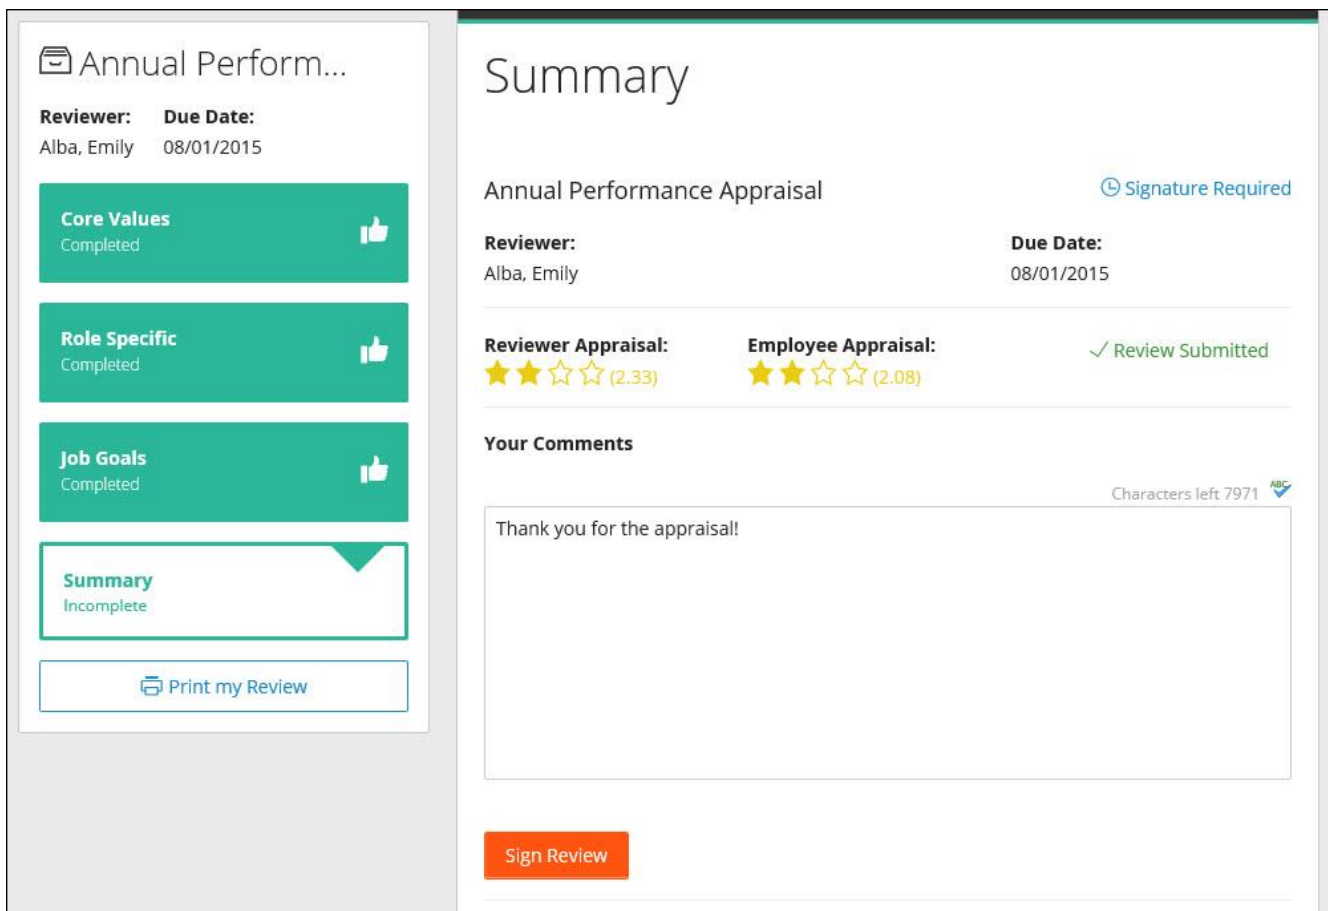 Annual Perform...
Reviewer: Due Date:
Alba, Emily 08/01/2015
Core Values
Completed
Role Specific
Completed
Job Goals
Completed
Summary
Incomplete
Print my Review
Summary
Annual Performance Appraisal Signature Required
Reviewer: Due Date:
Alba, Emily 08/01/2015
Reviewer Appraisal: Employee Appraisal: Review Submitted
(2.33) (2.08)
Your Comments
Characters left 7971 ABC
Thank you for the appraisal!
Sign Review